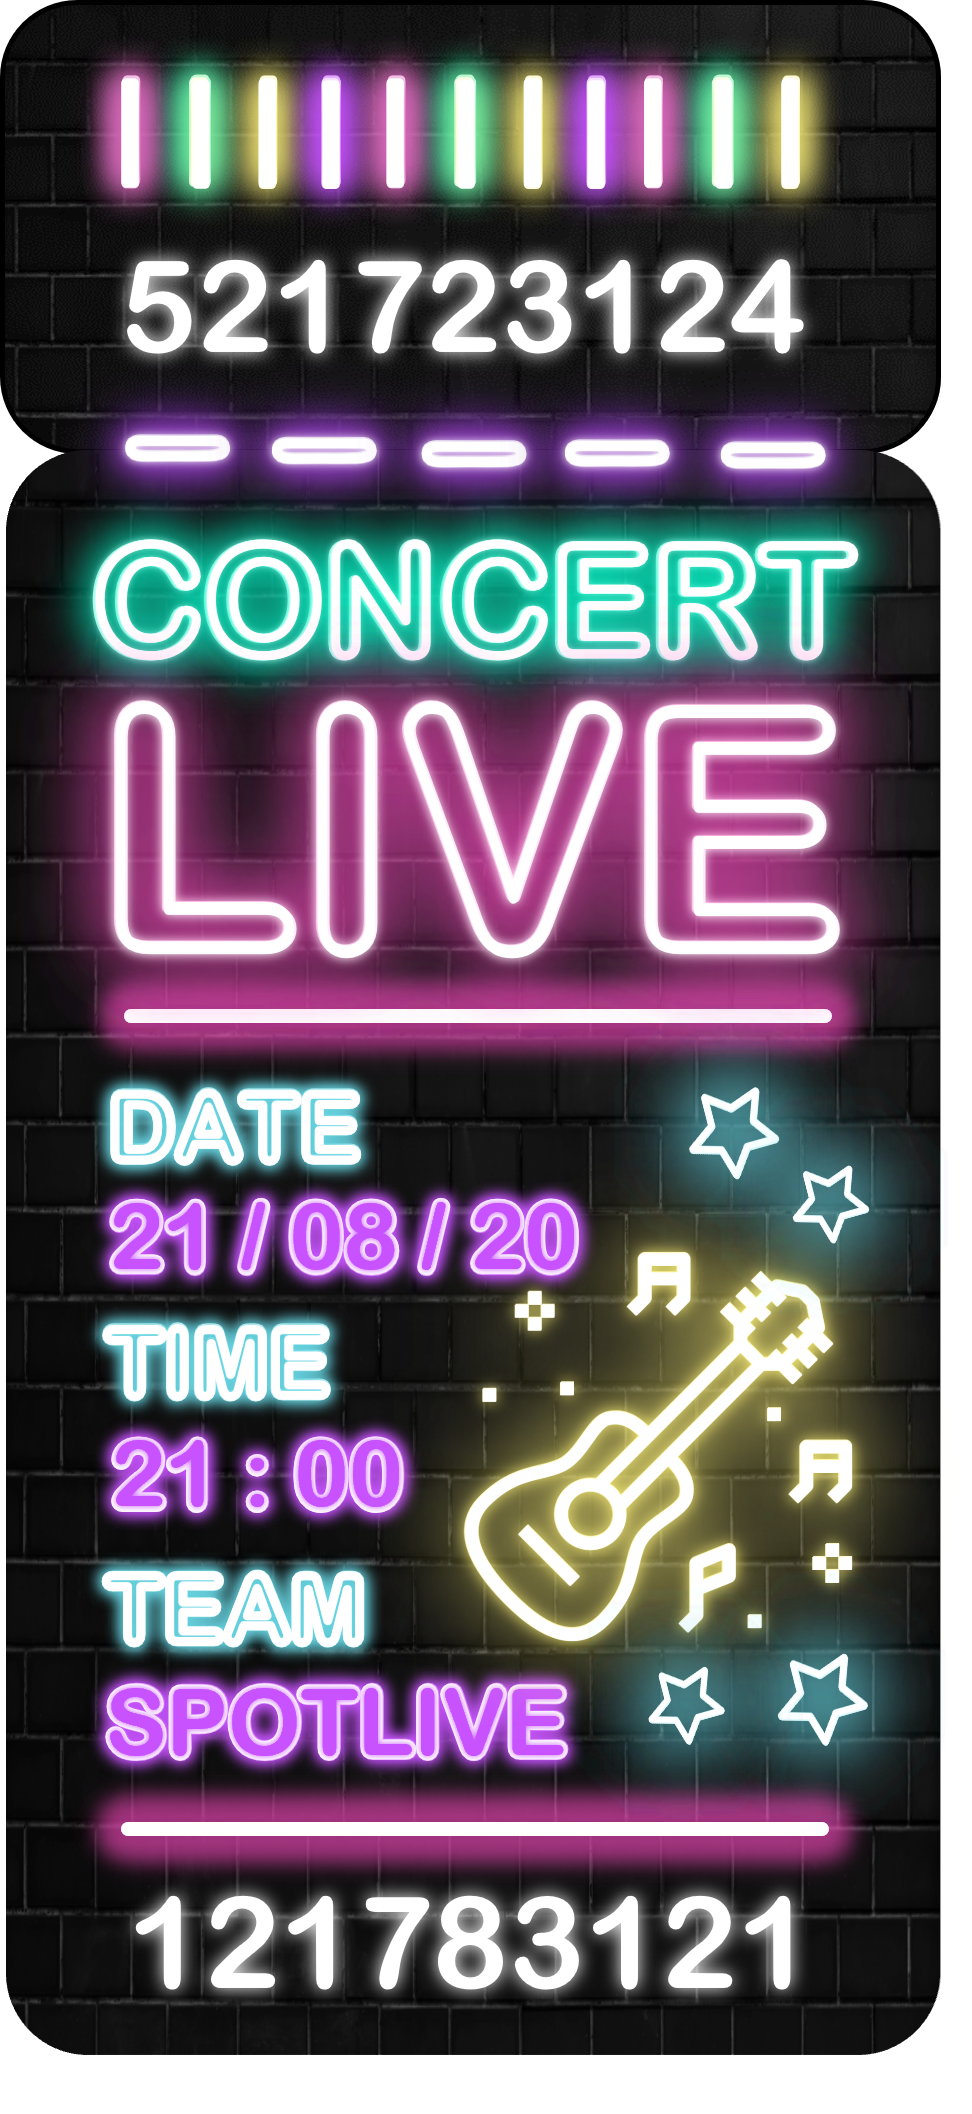 521723124
CONCERT
LIVE
DATE
21 / 08 / 20
TIME
21 : 00
TEAM
SPOTLIVE
121783121